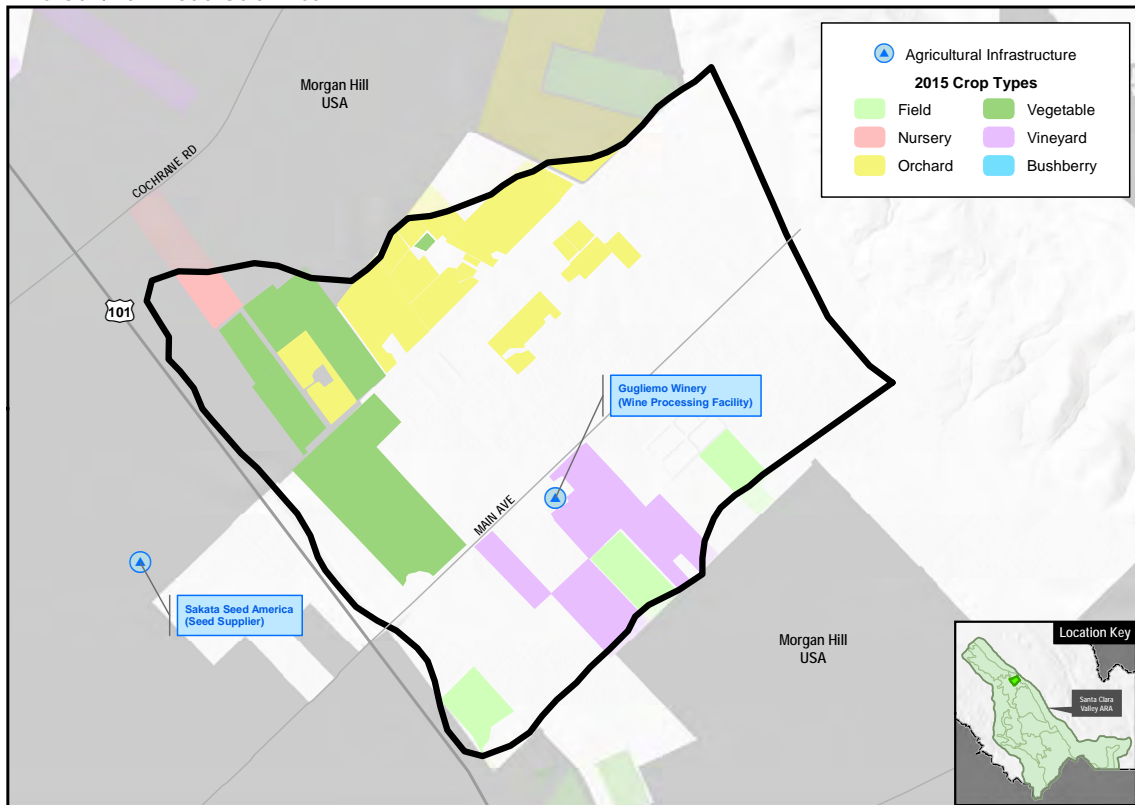 Morgan Hill
USA
Agricultural Infrastructure
2015 Crop Types
Field
Vegetable
Nursery
Vineyard
Orchard
Bushberry
COCHRANE RD
101
Gugliemo Winery
(Wine Processing Facility)
MAIN AVE
Sakata Seed America
(Seed Supplier)
Morgan Hill
USA
Location Key
Santa Clara
Valley ARA